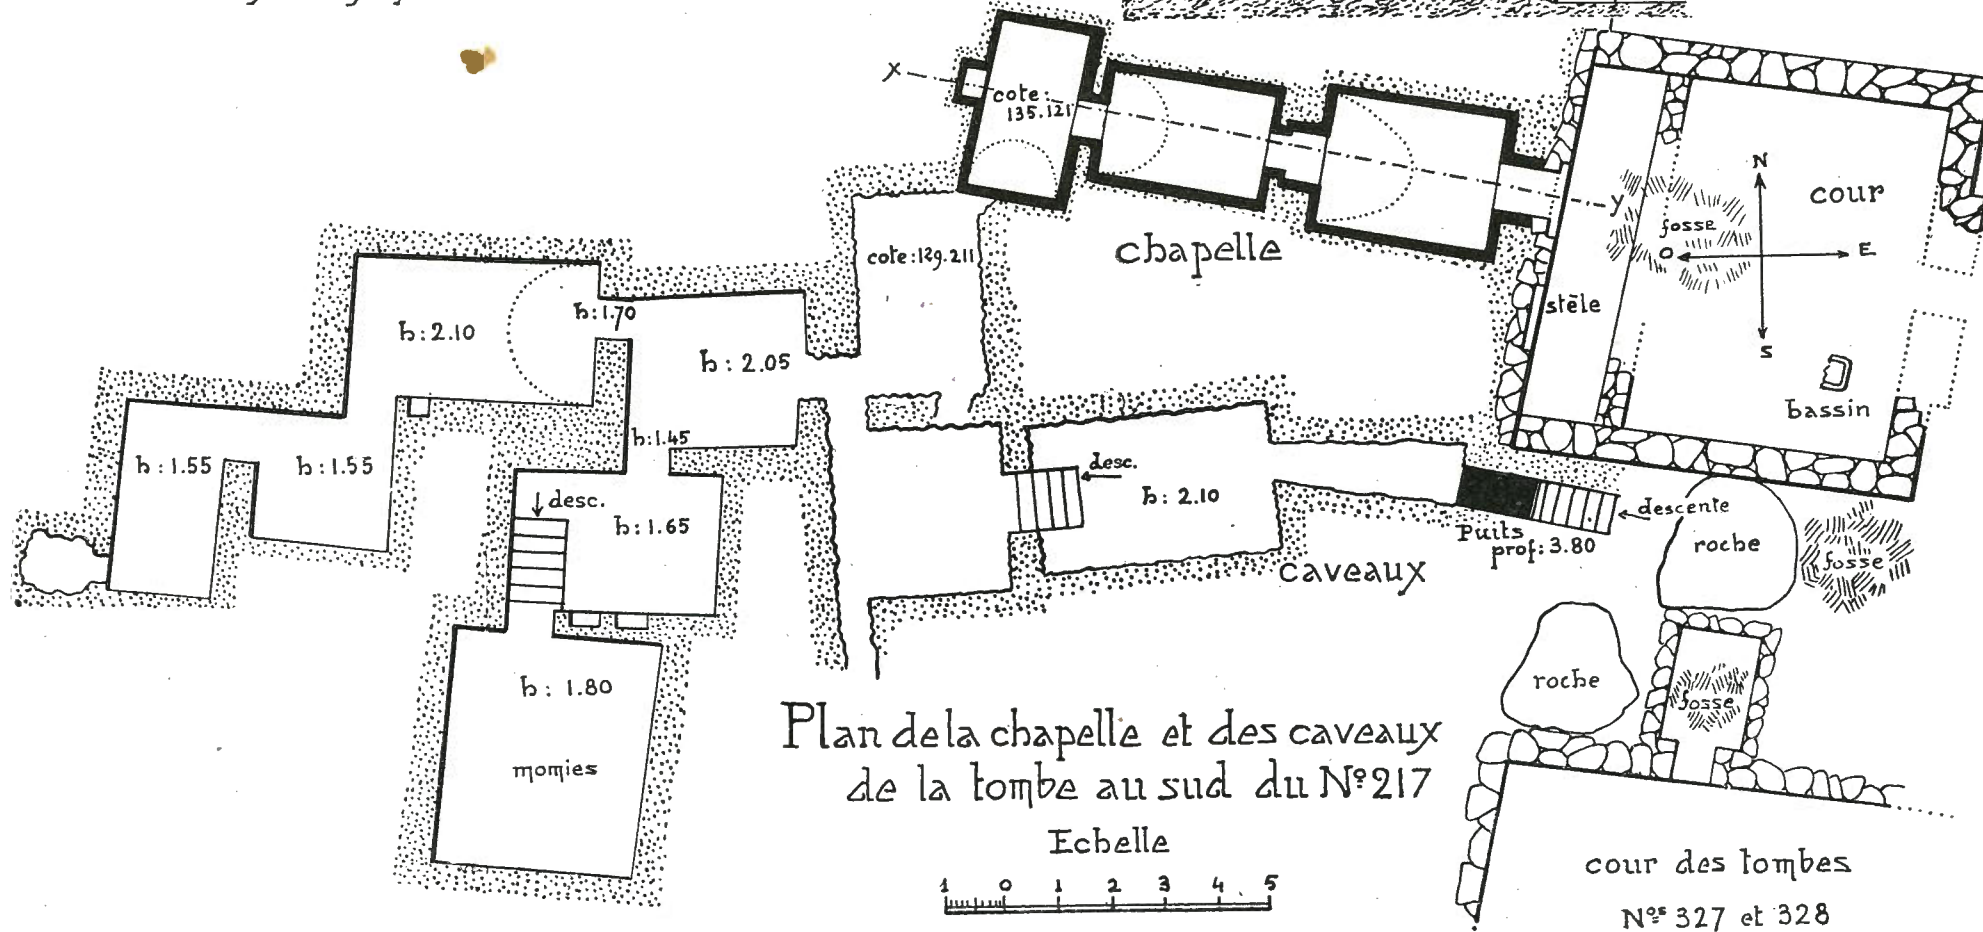 x
cote:
135.121
y
N
cour
fosse
O
E
S
stèle
bassin
chapelle
cote:129.211
h:1.70
h:2.10
h: 2.05
h:1.45
h:1.55
h:1.55
desc.
h:1.65
desc.
h: 2.10
Puits
prof: 3.80
descente
roche
fosse
caveaux
roche
fosse
h: 1.80
momies
Plan de la chapelle et des caveaux
de la tombe au sud du Nº217
Echelle
1 0 1 2 3 4 5
cour des tombes
Nos 327 et 328